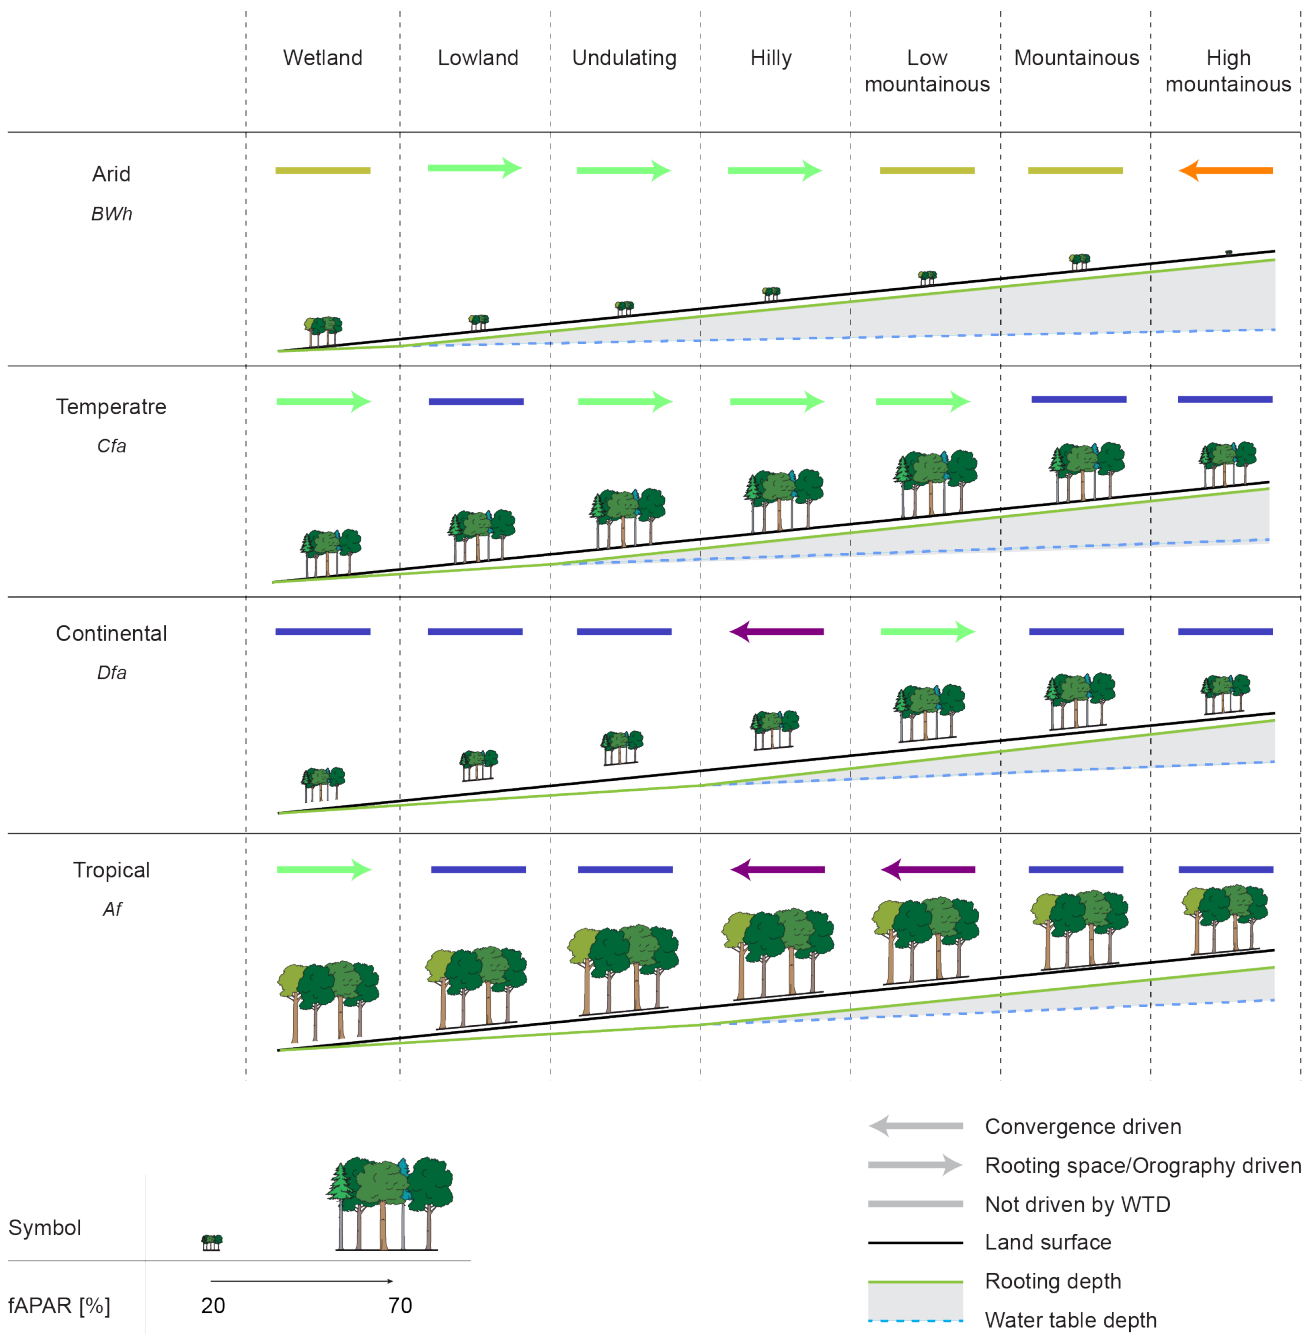 Wetland
Lowland
Undulating
Hilly
Low
mountainous
Mountainous
High
mountainous
Arid
BWh
Temperatre
Cfa
Continental
Dfa
Tropical
Af
Convergence driven
Rooting space/Orography driven
Not driven by WTD
Land surface
Rooting depth
Water table depth
Symbol
fAPAR [%]
20
70